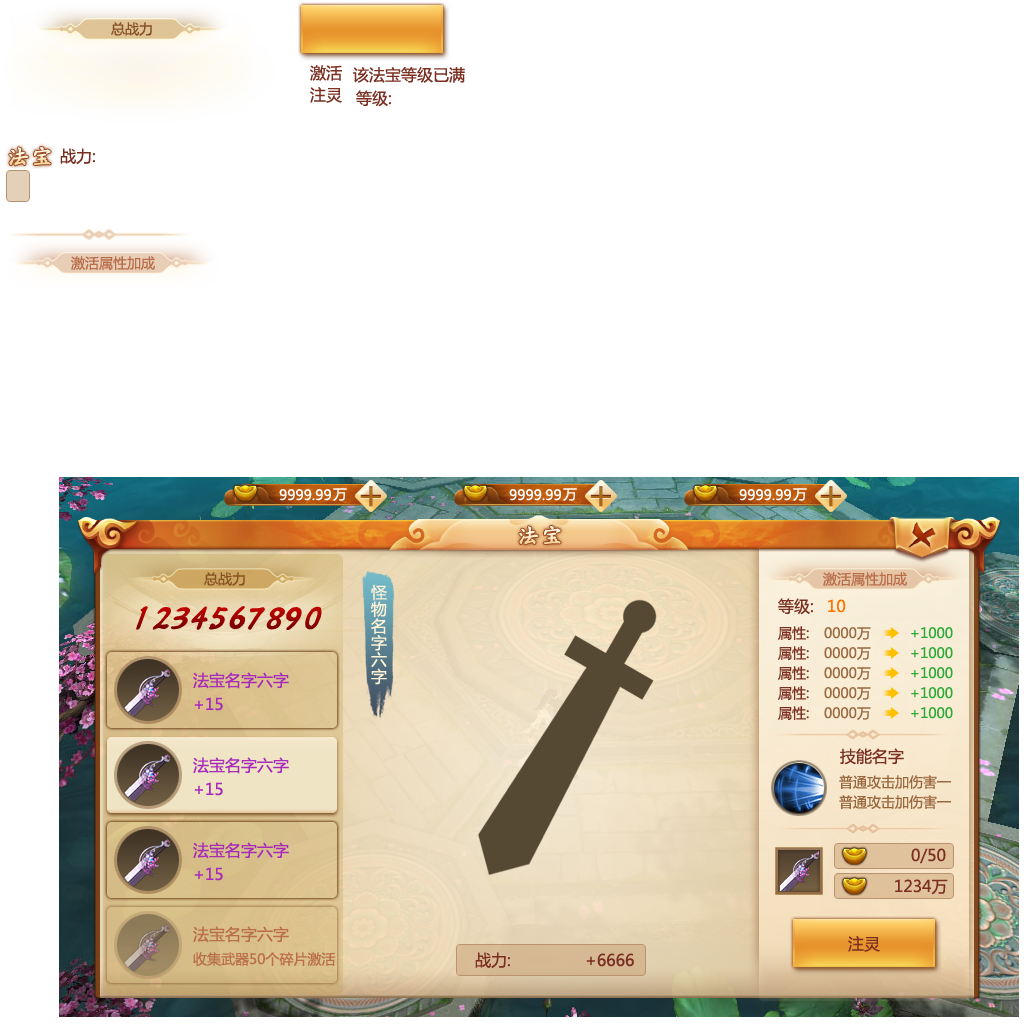 总战力
激活
该法宝等级已满
注灵
等级:
法宝
战力:
激活属性加成
9999.99万
9999.99万
9999.99万
法宝
总战力
1234567890
法宝名字六字
+15
法宝名字六字
+15
法宝名字六字
+15
法宝名字六字
收集武器50个碎片激活
怪物名字六字
战力:
+6666
激活属性加成
等级: 10
属性: 0000万 +1000
属性: 0000万 +1000
属性: 0000万 +1000
属性: 0000万 +1000
属性: 0000万 +1000
技能名字
普通攻击加伤害一
普通攻击加伤害一
0/50
1234万
注灵